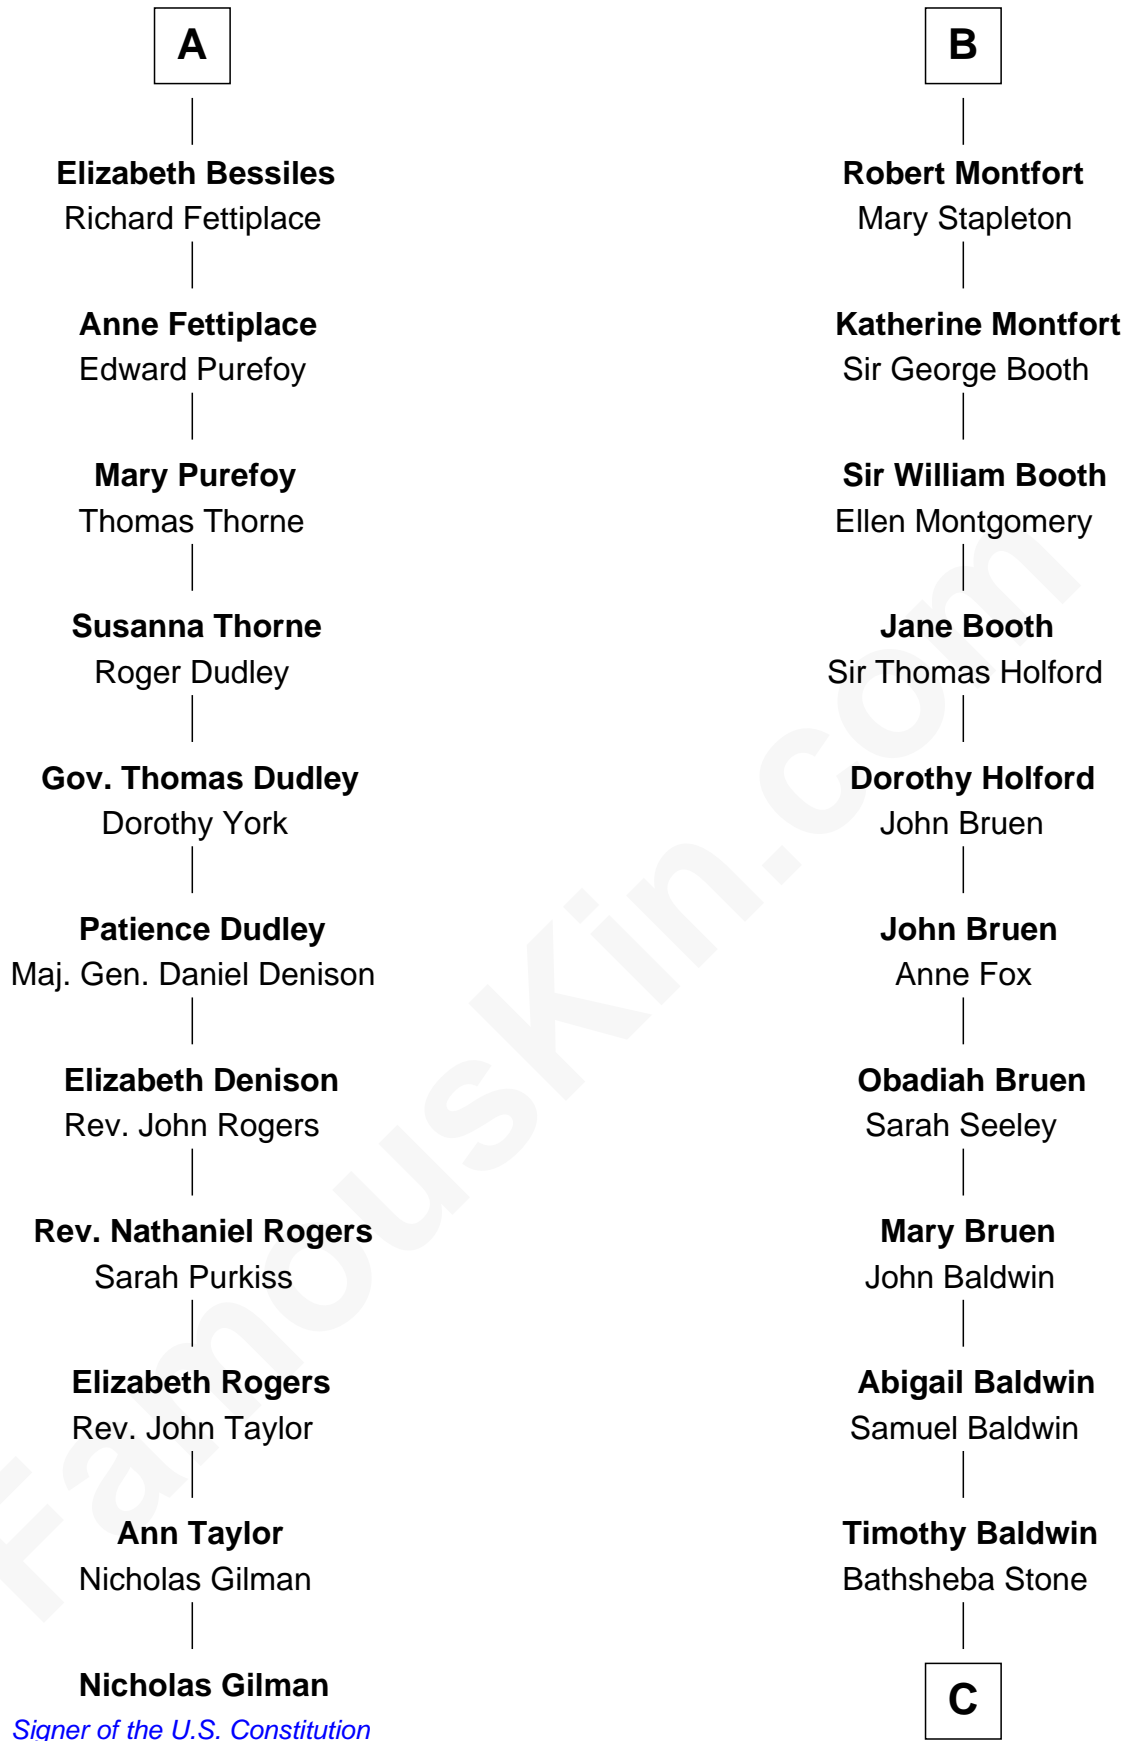 A
Elizabeth Bessiles
Richard Fettiplace
Anne Fettiplace
Edward Purefoy
Mary Purefoy
Thomas Thorne
Susanna Thorne
Roger Dudley
Gov. Thomas Dudley
Dorothy York
Patience Dudley
Maj. Gen. Daniel Denison
Elizabeth Denison
Rev. John Rogers
Rev. Nathaniel Rogers
Sarah Purkiss
Elizabeth Rogers
Rev. John Taylor
Ann Taylor
Nicholas Gilman
Nicholas Gilman
Signer of the U.S. Constitution
B
Robert Montfort
Mary Stapleton
Katherine Montfort
Sir George Booth
Sir William Booth
Ellen Montgomery
Jane Booth
Sir Thomas Holford
Dorothy Holford
John Bruen
John Bruen
Anne Fox
Obadiah Bruen
Sarah Seeley
Mary Bruen
John Baldwin
Abigail Baldwin
Samuel Baldwin
Timothy Baldwin
Bathsheba Stone
C
FamousKin.com